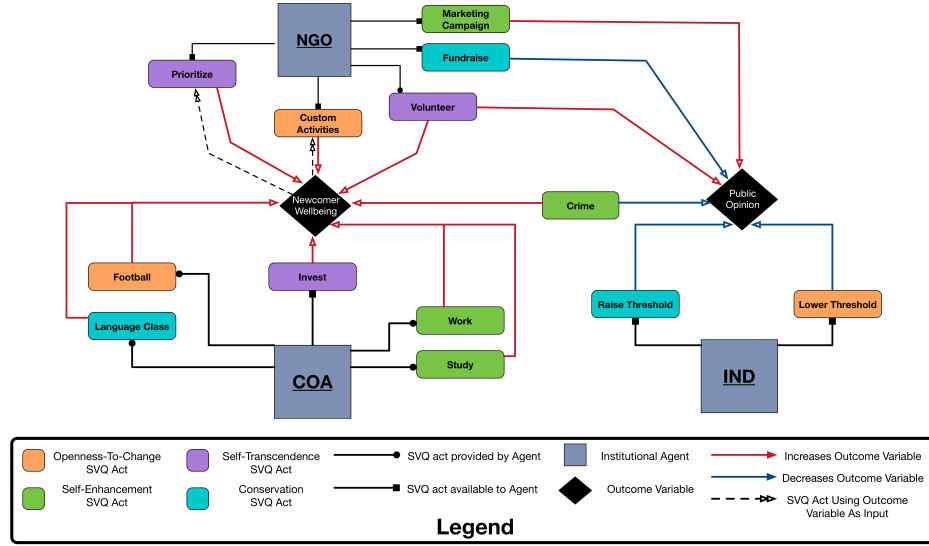 NGO
Marketing
Campaign
Fundraise
Prioritize
Volunteer
Custom
Activities
Newcomer
Wellbeing
Public
Opinion
Crime
Football
Invest
Raise Threshold
Lower Threshold
Language Class
Work
Study
COA
IND
Openness-To-Change
SVQ Act
Self-Transcendence
SVQ Act
SVQ act provided by Agent
Institutional Agent
Increases Outcome Variable
Decreases Outcome Variable
Self-Enhancement
SVQ Act
Conservation
SVQ Act
SVQ act available to Agent
Outcome Variable
SVQ Act Using Outcome
Variable As Input
Legend